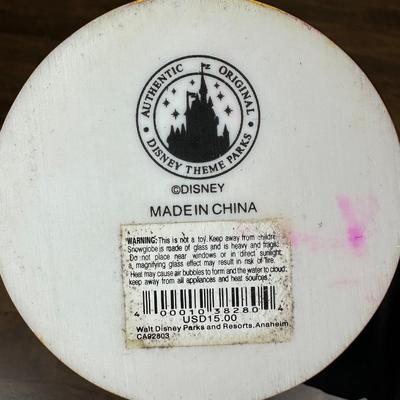 AUTHENTIC ORIGINAL
DISNEY THEME PARKS
©DISNEY
MADE IN CHINA
WARNING: This is not a toy. Keep away from childre
Snowglobe is made of glass and is heavy and fragile.
Do not place near windows or in direct sunlight,
a, magnifying glass effect may result in risk of fire.
Heat may cause air bubbles to form and the water to cloud;
keep away from all appliances and heat sources.
4 00010 38280 4
USD15.00
Walt Disney Parks and Resorts, Anaheim,
CA92803